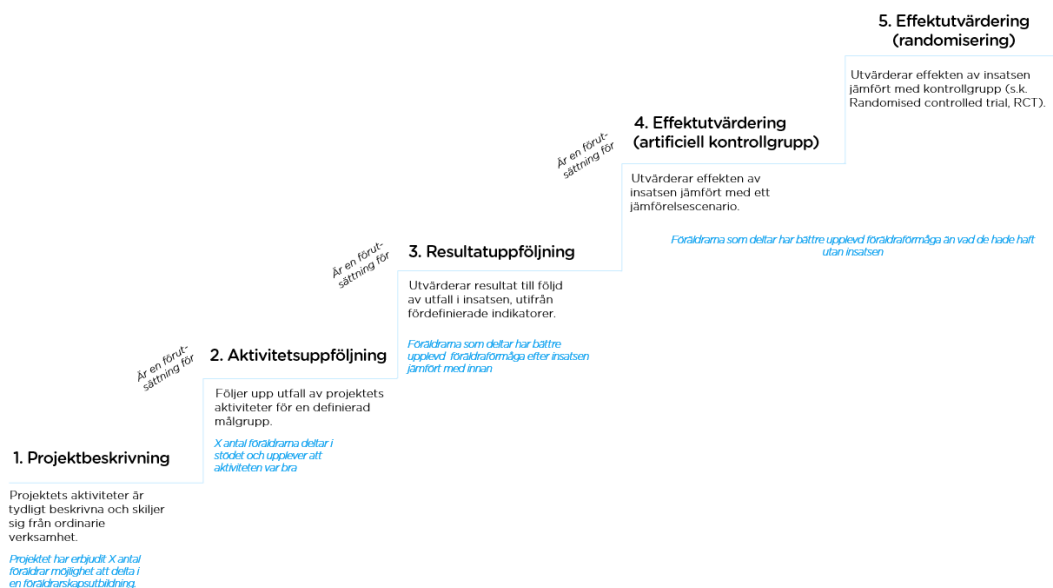 5. Effektutvärdering
(randomisering)
Utvärderar effekten av insatsen
jämfört med kontrollgrupp (s.k.
Randomised controlled trial, RCT).
4. Effektutvärdering
(artificiell kontrollgrupp)
Är en förut-
sättning för
Utvärderar effekten av
insatsen jämfört med ett
jämförelsescenario.
Föräldrarna som deltar har bättre upplevd föräldraförmåga än vad de hade haft
utan insatsen
3. Resultatuppföljning
Är en förut-
sättning för
Utvärderar resultat till följd
av utfall i insatsen, utifrån
fördefinierade indikatorer.
Föräldrarna som deltar har bättre
upplevd föräldraförmåga efter insatsen
jämfört med innan
2. Aktivitetsuppföljning
Är en förut-
sättning för
Följer upp utfall av projektets
aktiviteter för en definierad
målgrupp.
X antal föräldrarna deltar i
stödet och upplever att
aktiviteten var bra
1. Projektbeskrivning
Projektets aktiviteter är
tydligt beskrivna och skiljer
sig från ordinarie
verksamhet.
Projektet har erbjudit X antal
föräldrar möjlighet att delta i
en föräldrarskapsutbildning.